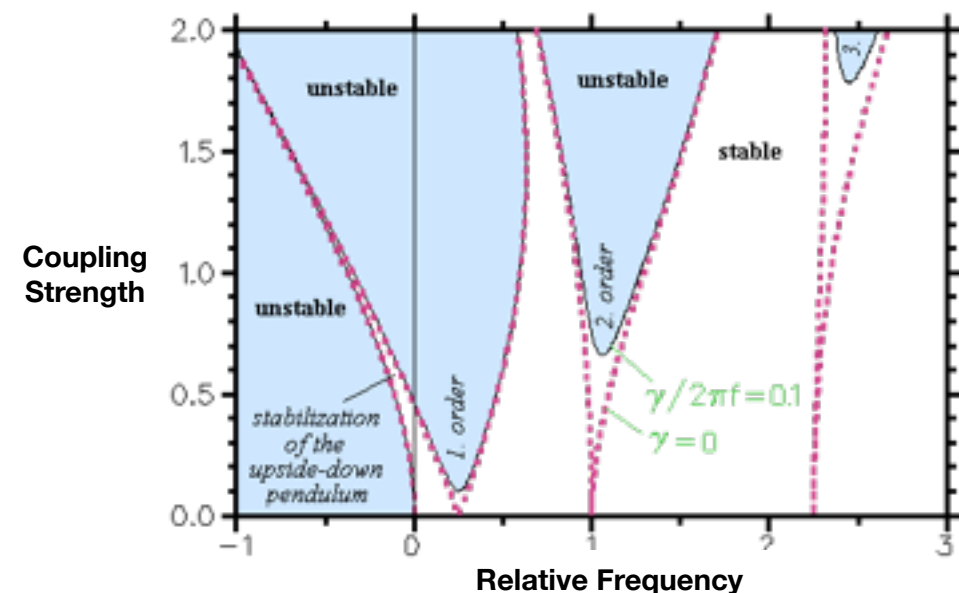 2.0
1.5
1.0
0.5
0.0
−1
0
1
2
3
Coupling
Strength
Relative Frequency
unstable
unstable
unstable
stable
stabilization
of the
upside-down
pendulum
1. order
2. order
3.
γ/2πf=0.1
γ=0